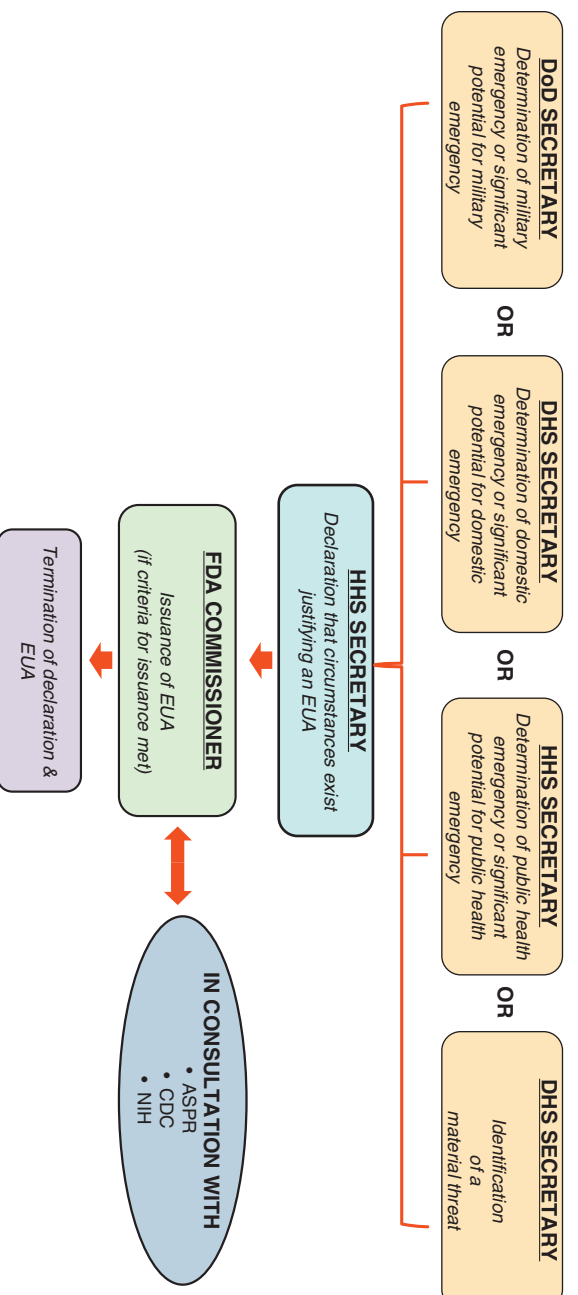 DoD SECRETARY
Determination of military
emergency or significant
potential for military
emergency
OR
DHS SECRETARY
Determination of domestic
emergency or significant
potential for domestic
emergency
OR
HHS SECRETARY
Determination of public health
emergency or significant
potential for public health
emergency
OR
DHS SECRETARY
Identification
of a
material threat
HHS SECRETARY
Declaration that circumstances exist
justifying an EUA
FDA COMMISSIONER
Issuance of EUA
(if criteria for issuance met)
IN CONSULTATION WITH
• ASPR
• CDC
• NIH
Termination of declaration &
EUA